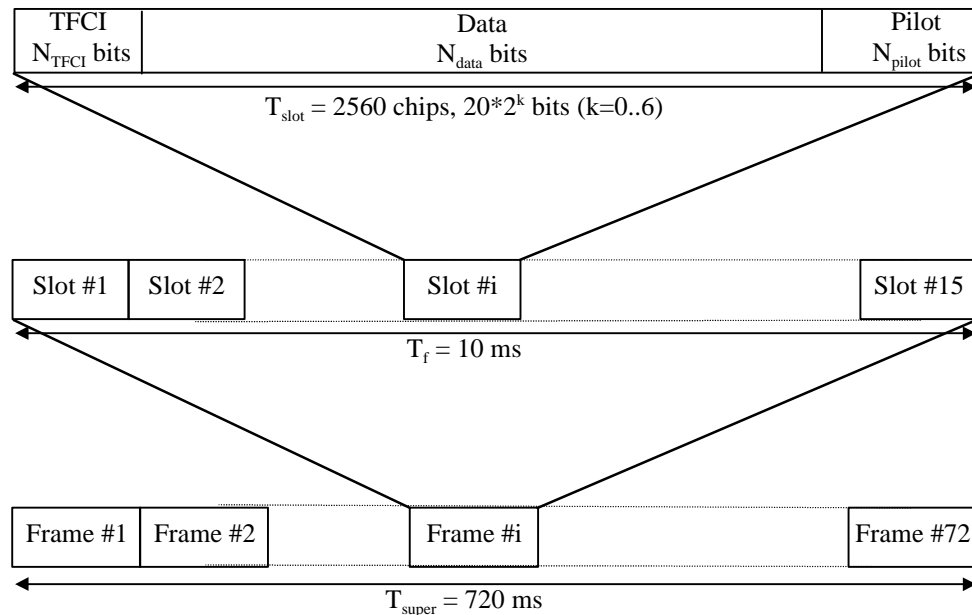 TFCI Data Pilot
N_TFCI bits N_data bits N_pilot bits
T_slot = 2560 chips, 20*2^k bits (k=0..6)
Slot #1 Slot #2 Slot #i Slot #15
T_f = 10 ms
Frame #1 Frame #2 Frame #i Frame #72
T_super = 720 ms